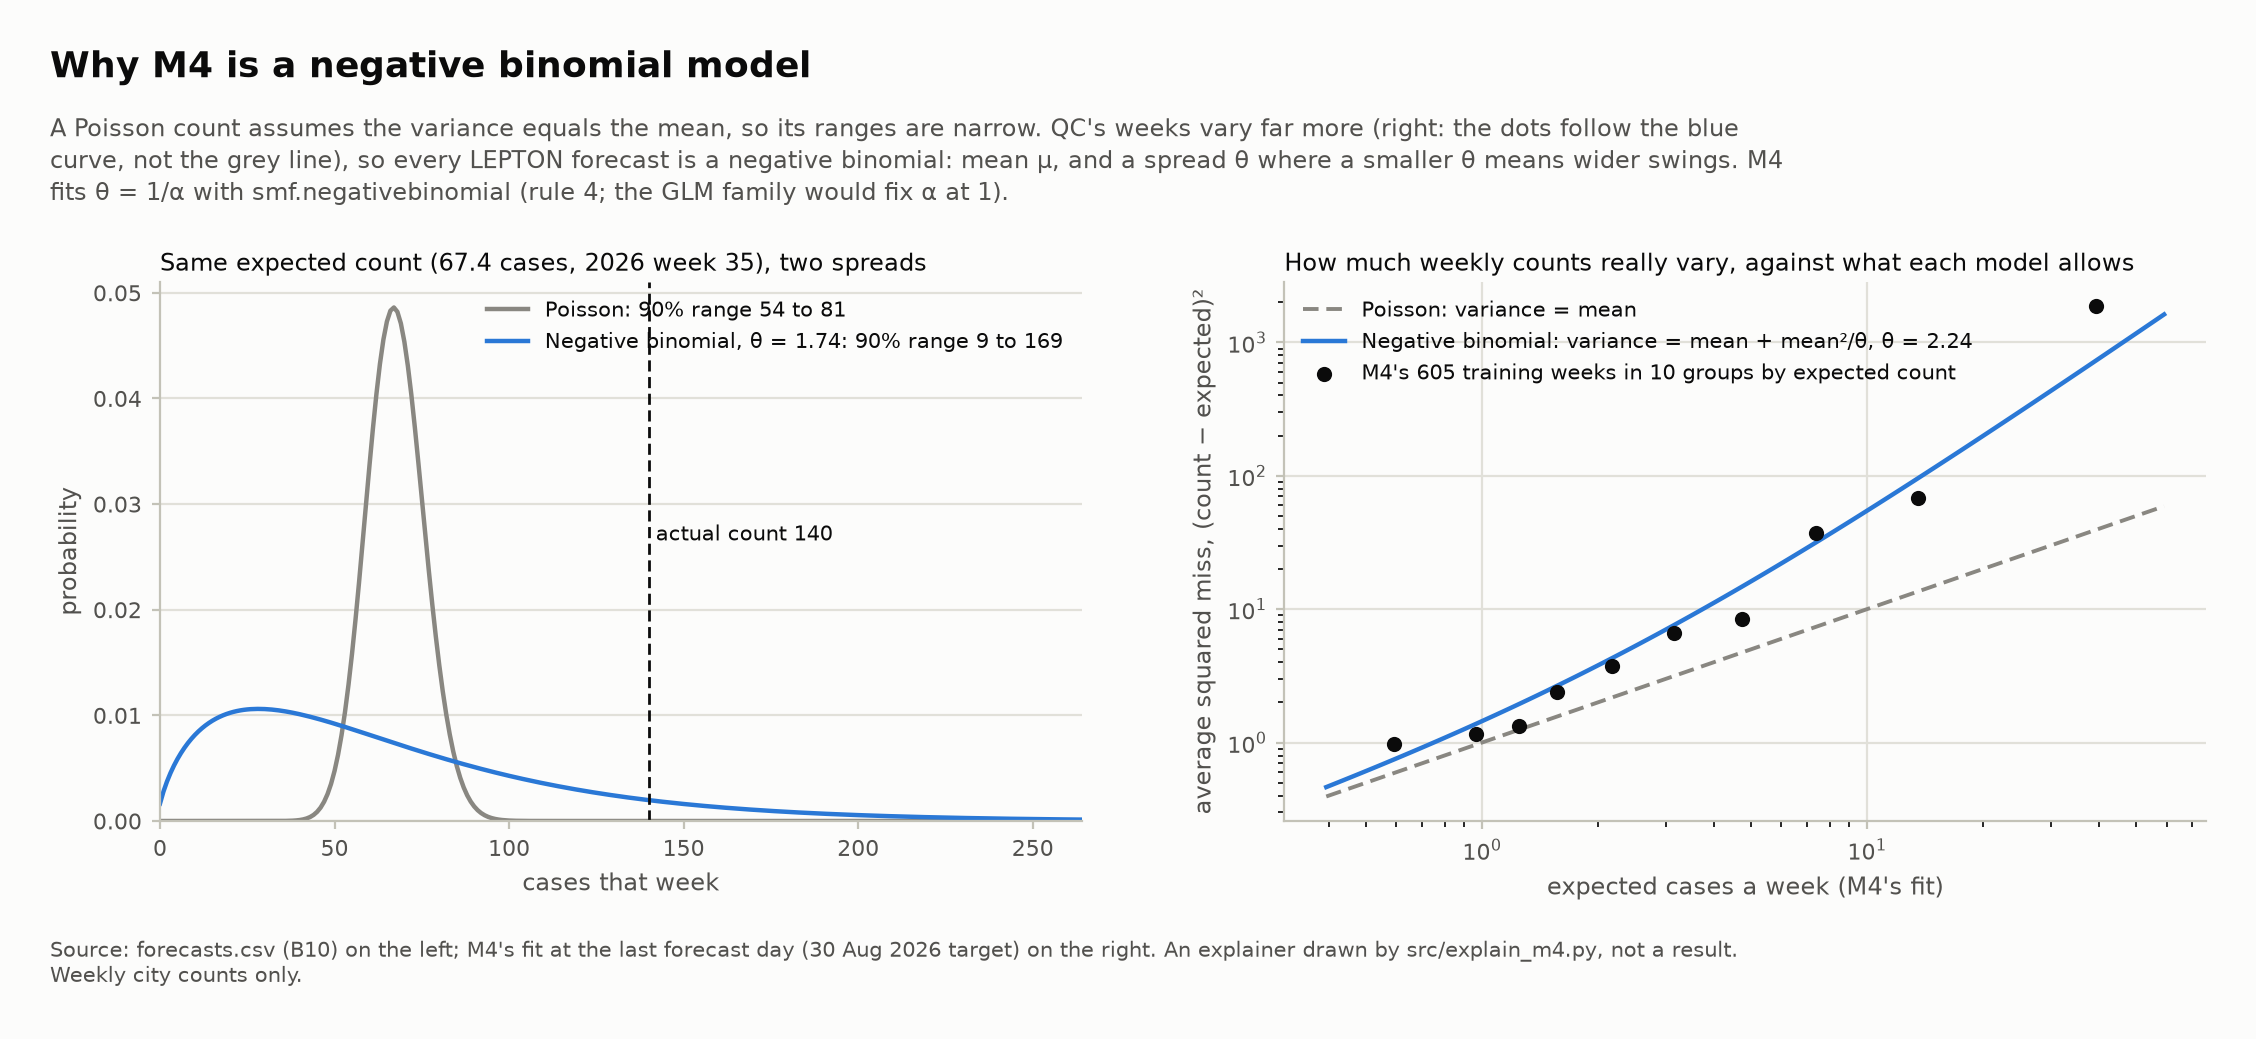 Why M4 is a negative binomial model
A Poisson count assumes the variance equals the mean, so its ranges are narrow. QC's weeks vary far more (right: the dots follow the blue
curve, not the grey line), so every LEPTON forecast is a negative binomial: mean μ, and a spread θ where a smaller θ means wider swings. M4
fits θ = 1/α with smf.negativebinomial (rule 4; the GLM family would fix α at 1).
Same expected count (67.4 cases, 2026 week 35), two spreads
Poisson: 90% range 54 to 81
Negative binomial, θ = 1.74: 90% range 9 to 169
actual count 140
probability
0.05
0.04
0.03
0.02
0.01
0.00
0
50
100
150
200
250
cases that week
How much weekly counts really vary, against what each model allows
Poisson: variance = mean
Negative binomial: variance = mean + mean²/θ, θ = 2.24
M4's 605 training weeks in 10 groups by expected count
average squared miss, (count − expected)²
10³
10²
10¹
10⁰
10⁰
10¹
expected cases a week (M4's fit)
Source: forecasts.csv (B10) on the left; M4's fit at the last forecast day (30 Aug 2026 target) on the right. An explainer drawn by src/explain_m4.py, not a result.
Weekly city counts only.